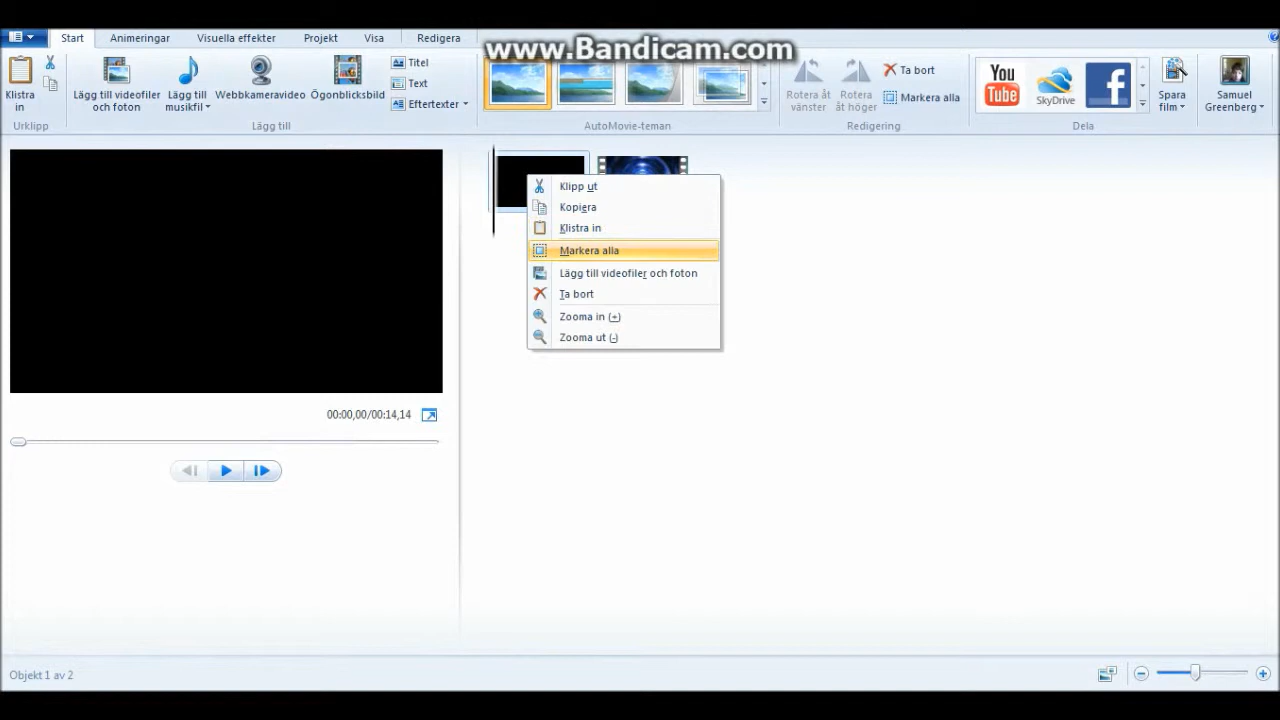 www.Bandicam.com
Start
Animeringar
Visuella effekter
Projekt
Visa
Redigera
Klistra
in
Urklipp
Lägg till videofiler
och foton
Lägg till
musikfil
Webbkameravideo
Ögonblicksbild
Titel
Text
Eftertexter
Lägg till
AutoMovie-teman
Rotera åt
vänster
Rotera
åt höger
Ta bort
Markera alla
Redigering
You
Tube
SkyDrive
f
Dela
Spara
film
Samuel
Greenberg
Klipp ut
Kopiera
Klistra in
Markera alla
Lägg till videofiler och foton
Ta bort
Zooma in (+)
Zooma ut (-)
00:00,00/00:14,14
Objekt 1 av 2